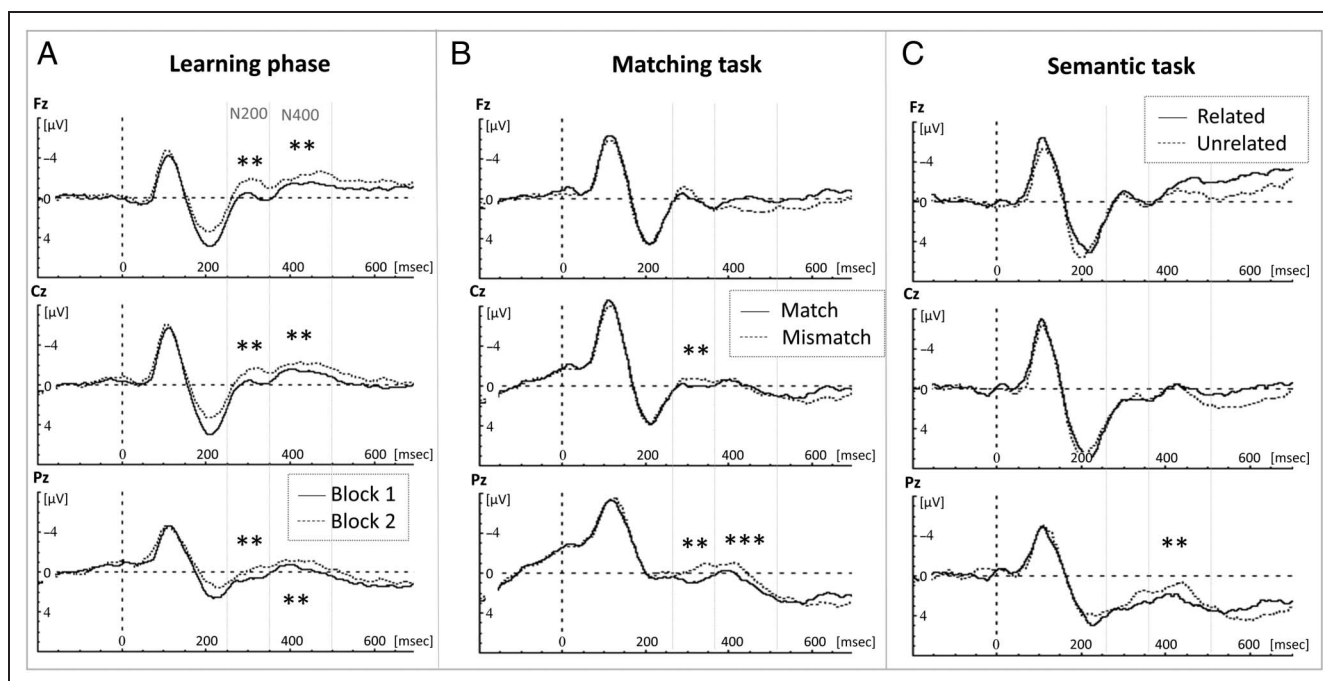 A
Learning phase
Fz
[µV]
N200
N400
**
**
-4
0
4
0 200 400 600 [msec]
Cz
[µV]
**
**
-4
0
4
0 200 400 600 [msec]
Pz
[µV]
Block 1
Block 2
**
**
-4
0
4
0 200 400 600 [msec]
B
Matching task
Fz
[µV]
-4
0
4
0 200 400 600 [msec]
Cz
[µV]
Match
Mismatch
**
-4
0
4
0 200 400 600 [msec]
Pz
[µV]
** ***
-4
0
4
0 200 400 600 [msec]
C
Semantic task
Fz
[µV]
Related
Unrelated
-4
0
4
0 200 400 600 [msec]
Cz
[µV]
-4
0
4
0 200 400 600 [msec]
Pz
[µV]
**
-4
0
4
0 200 400 600 [msec]